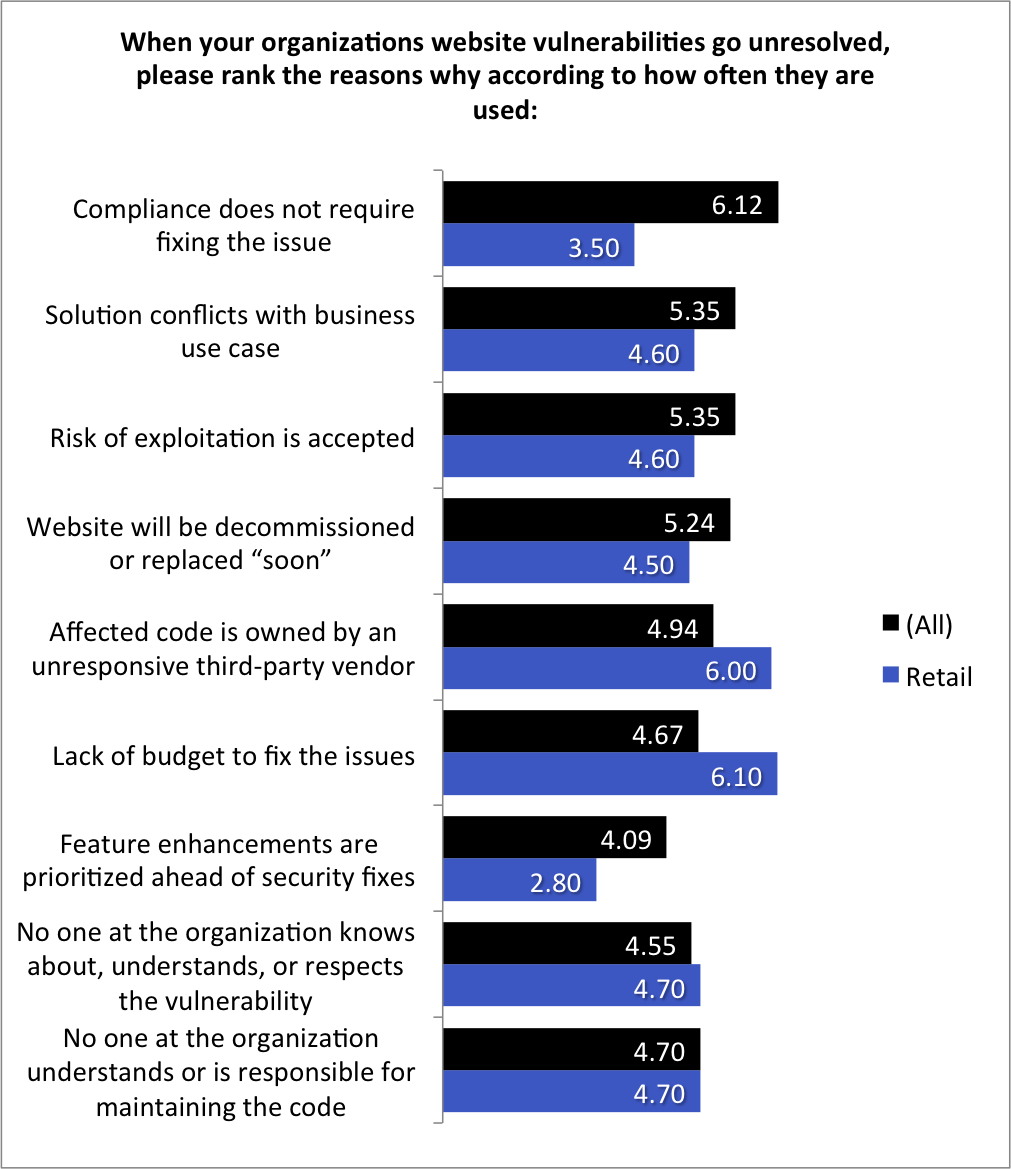 When your organizations website vulnerabilities go unresolved,
please rank the reasons why according to how often they are
used:
Compliance does not require
fixing the issue
6.12
3.50
Solution conflicts with business
use case
5.35
4.60
Risk of exploitation is accepted
5.35
4.60
Website will be decommissioned
or replaced “soon”
5.24
4.50
Affected code is owned by an
unresponsive third-party vendor
4.94
6.00
Lack of budget to fix the issues
4.67
6.10
Feature enhancements are
prioritized ahead of security fixes
4.09
2.80
No one at the organization knows
about, understands, or respects
the vulnerability
4.55
4.70
No one at the organization
understands or is responsible for
maintaining the code
4.70
4.70
(All)
Retail